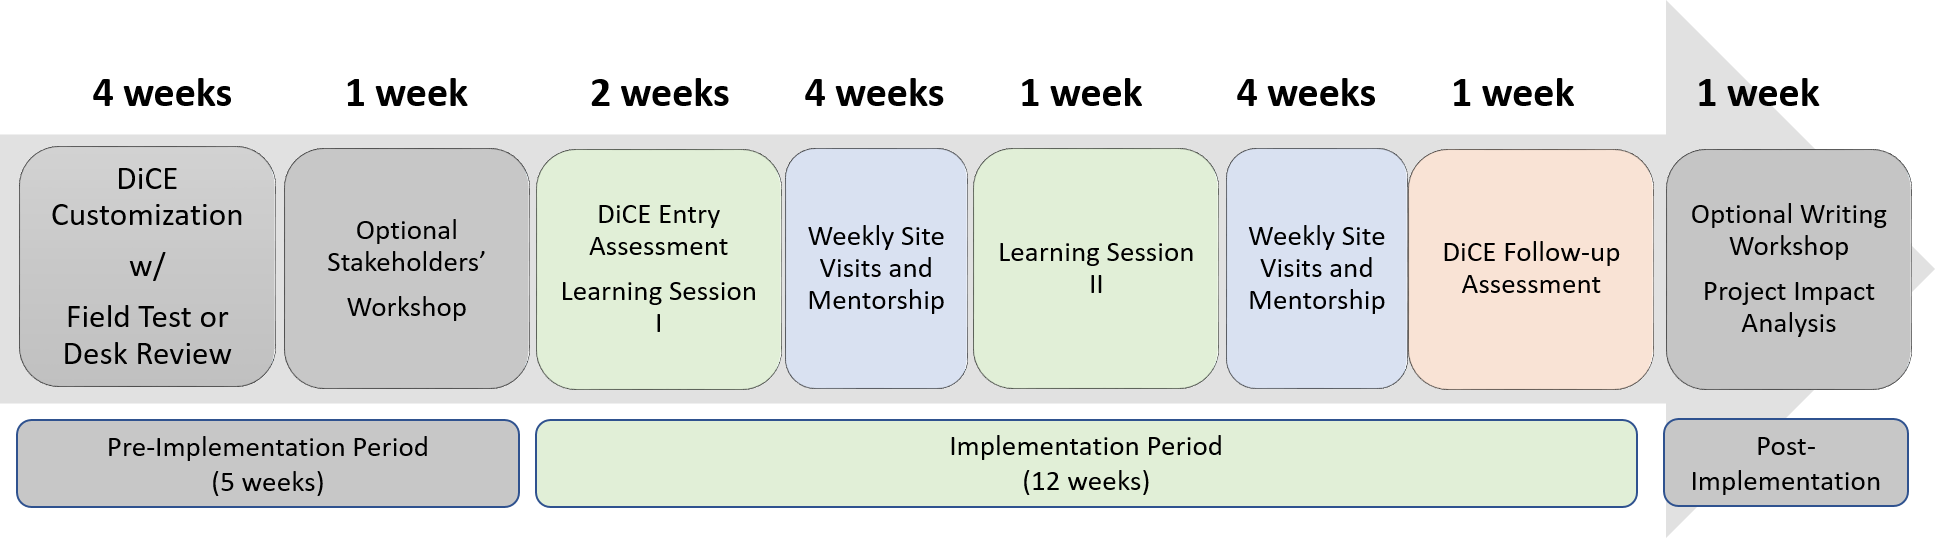 4 weeks
1 week
2 weeks
4 weeks
1 week
4 weeks
1 week
1 week
DiCE
Customization
w/
Field Test or
Desk Review
Optional
Stakeholders’
Workshop
DiCE Entry
Assessment
Learning Session
I
Weekly Site
Visits and
Mentorship
Learning Session
II
Weekly Site
Visits and
Mentorship
DiCE Follow-up
Assessment
Optional Writing
Workshop
Project Impact
Analysis
Pre-Implementation Period
(5 weeks)
Implementation Period
(12 weeks)
Post-
Implementation